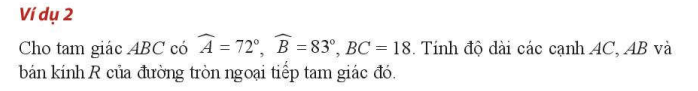 Ví dụ 2
Cho tam giác ABC có  = 72°, B̂ = 83°, BC = 18. Tính độ dài các cạnh AC, AB và
bán kính R của đường tròn ngoại tiếp tam giác đó.